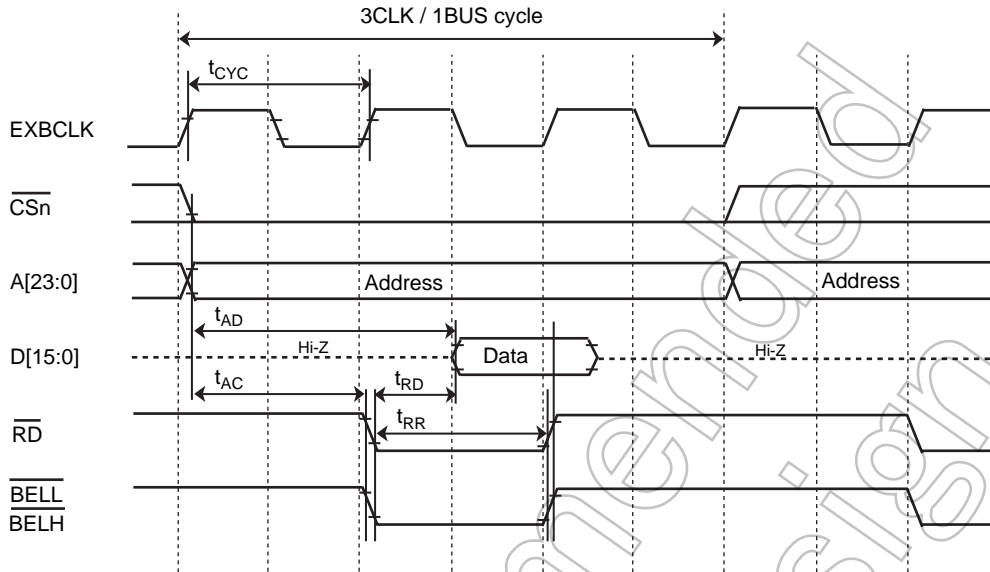 3CLK / 1BUS cycle
tCYC
EXBCLK
CSn
A[23:0]
Address
Address
tAD
D[15:0]
Hi-Z
Data
Hi-Z
tAC
tRD
RD
tRR
BELL
BELH